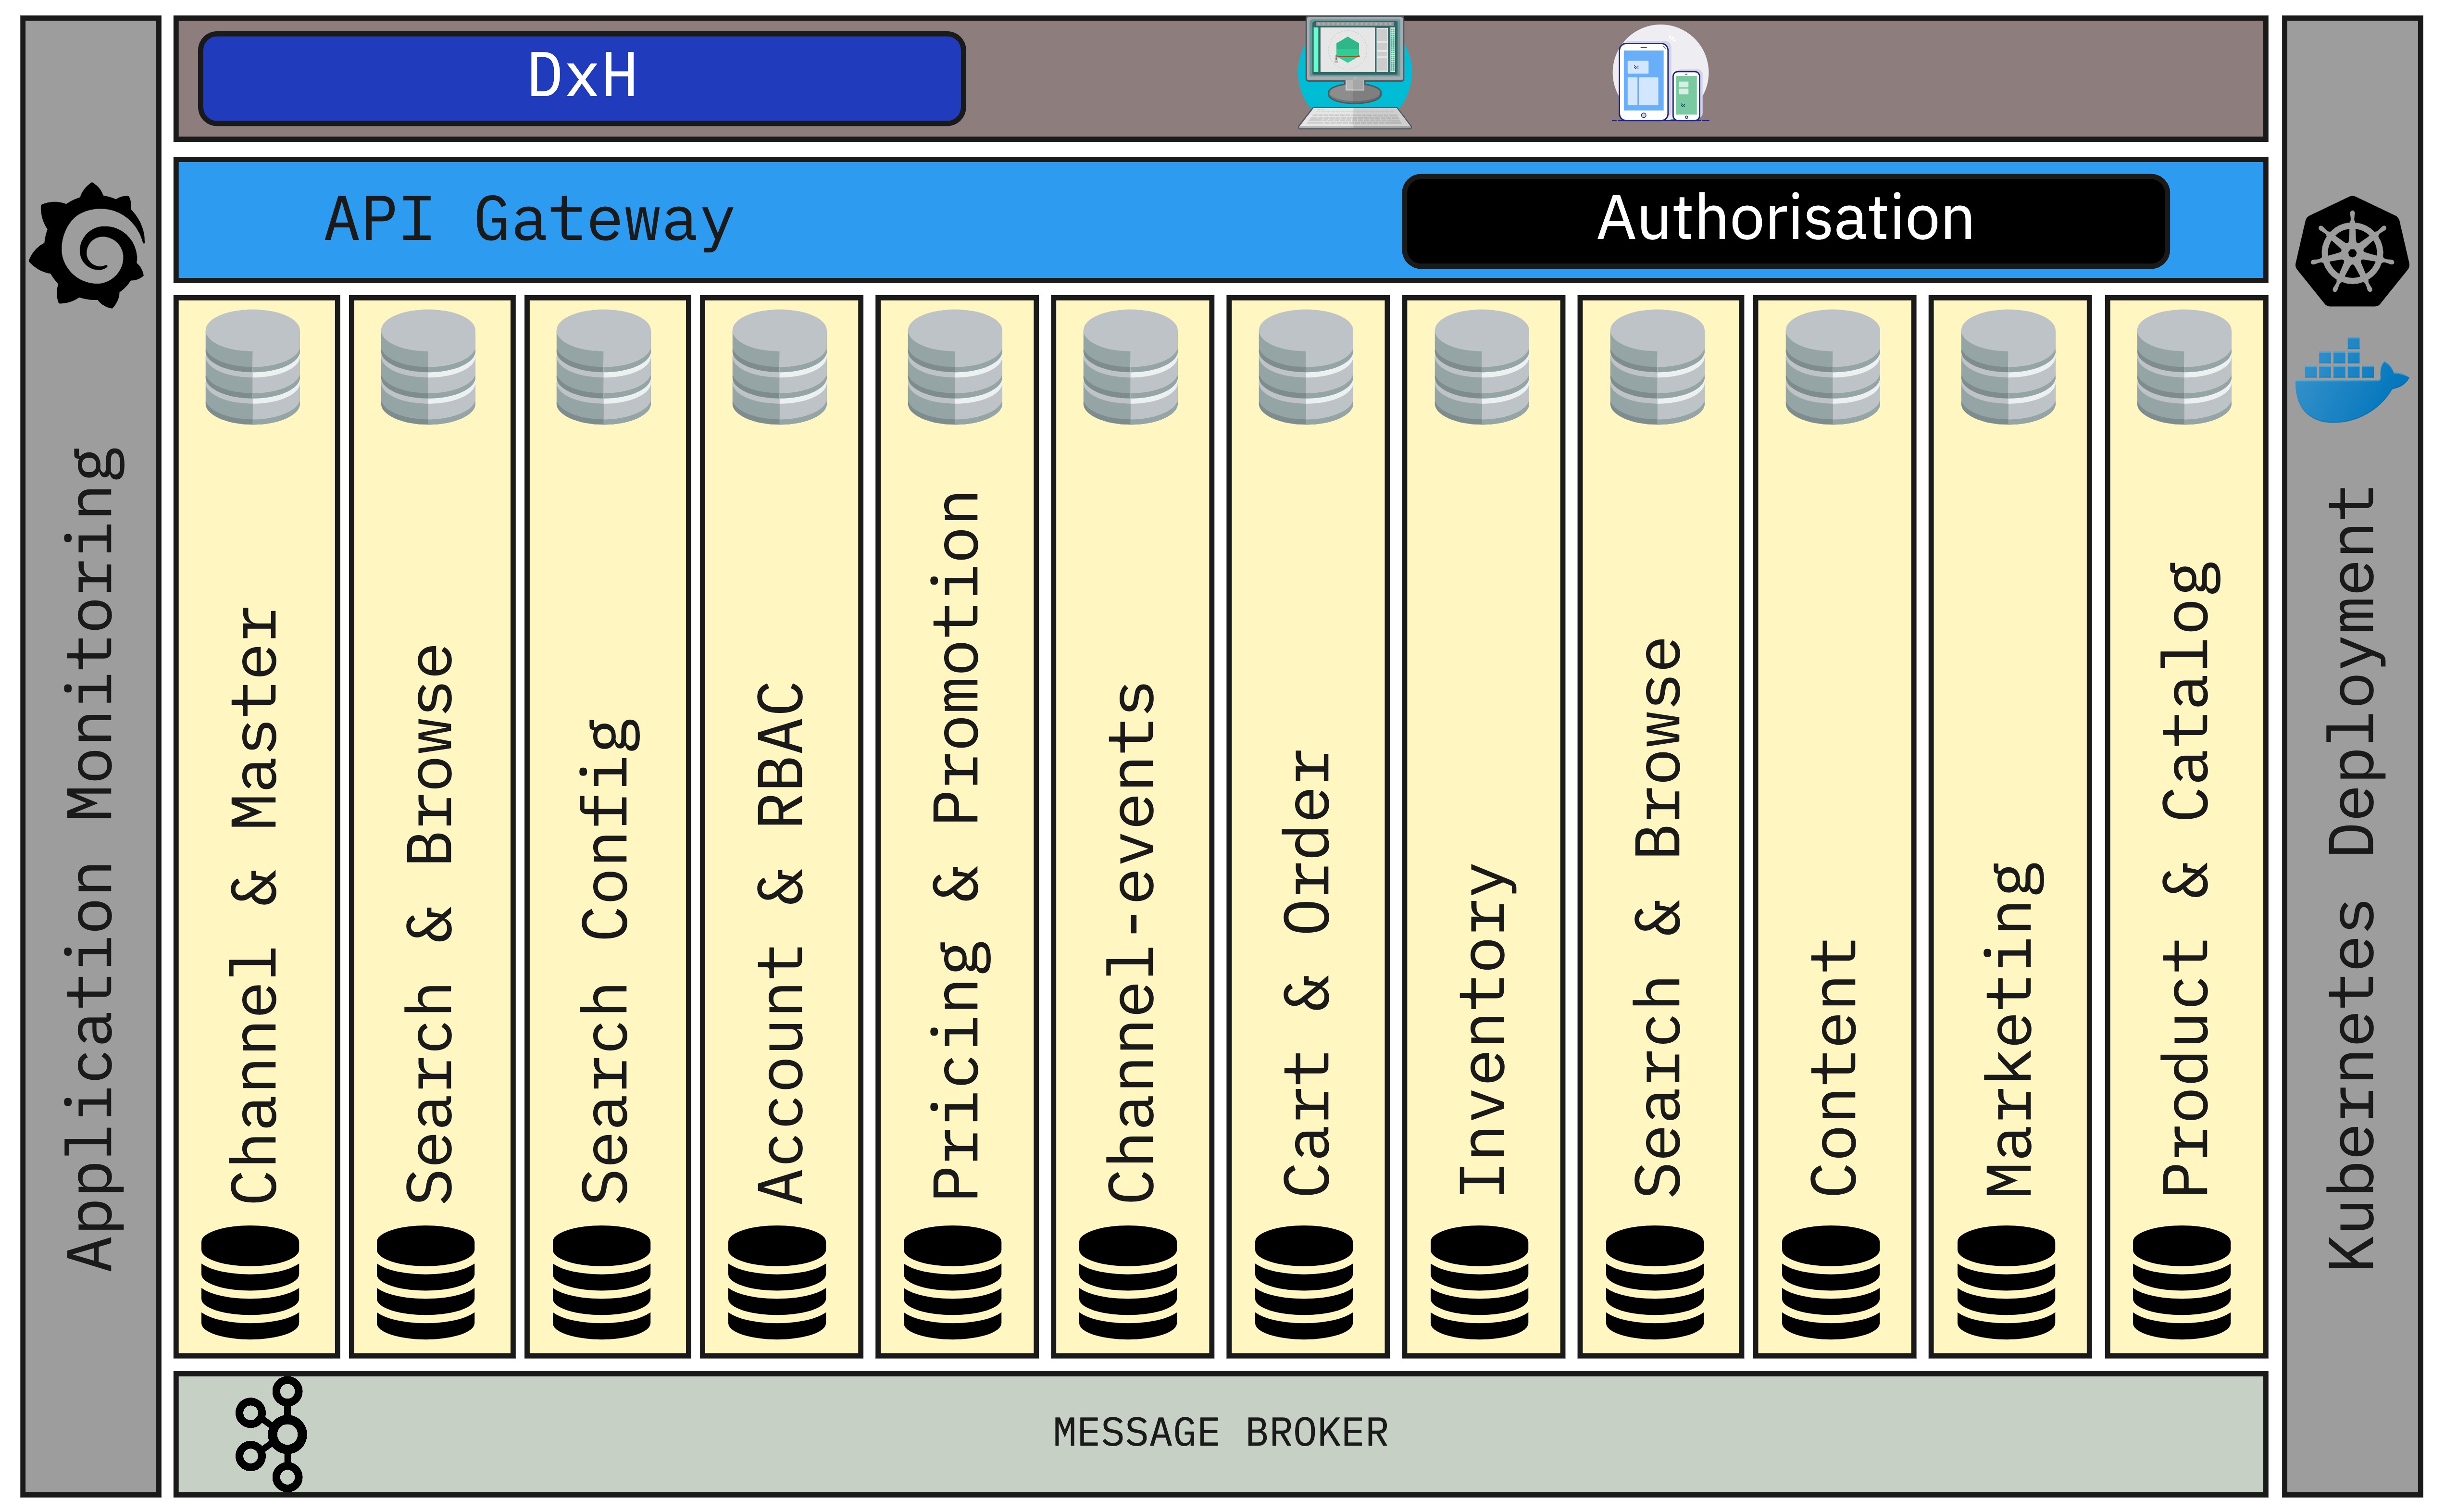 DxH
API Gateway
Authorisation
Application Monitoring
Channel & Master
Search & Browse
Search Config
Account & RBAC
Pricing & Promotion
Channel-events
Cart & Order
Inventory
Search & Browse
Content
Marketing
Product & Catalog
Kubernetes Deployment
MESSAGE BROKER